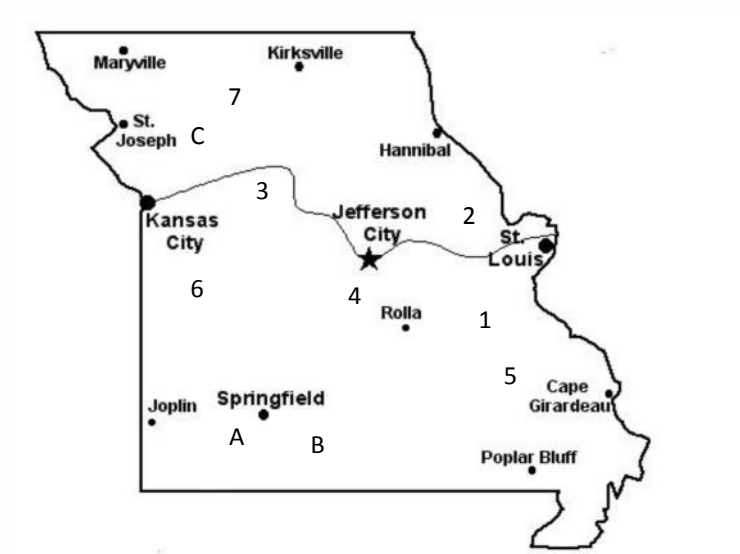 Maryville
Kirksville
7
St.
Joseph
C
Hannibal
3
Kansas
City
Jefferson
City
2
St.
Louis
6
4
Rolla
1
5
Joplin
Springfield
Cape
Girardeau
A
B
Poplar Bluff